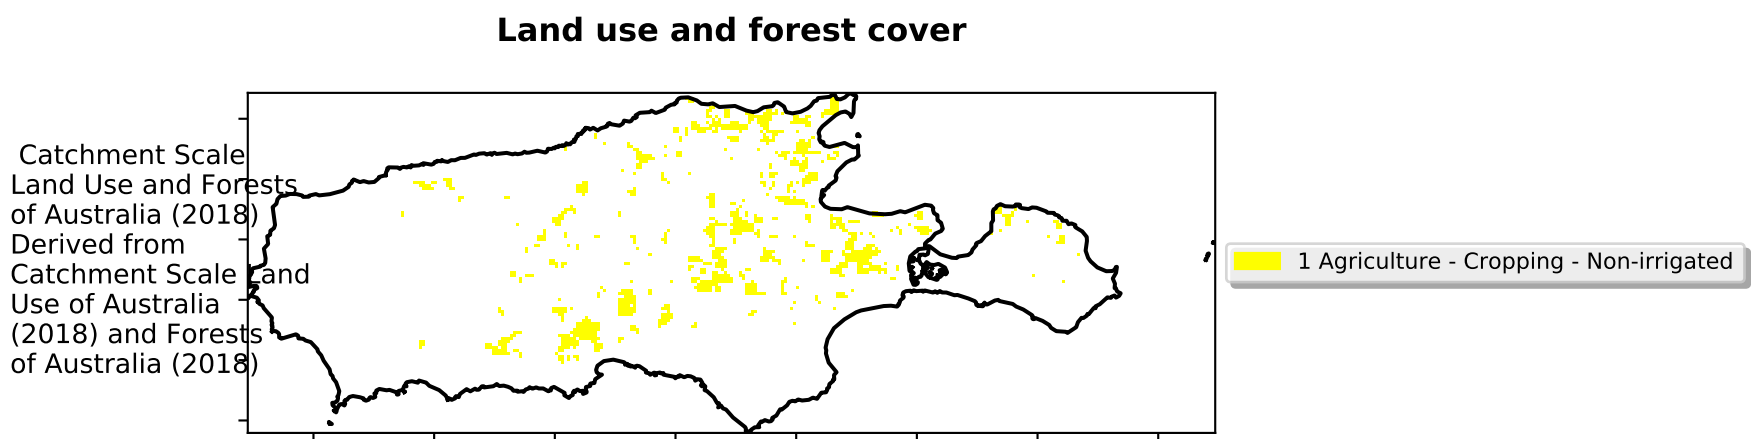 Land use and forest cover
Catchment Scale
Land Use and Forests
of Australia (2018)
Derived from
Catchment Scale Land
Use of Australia
(2018) and Forests
of Australia (2018)
1 Agriculture - Cropping - Non-irrigated